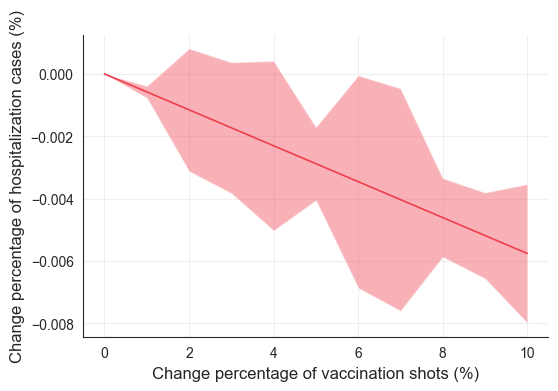 Change percentage of hospitalization cases (%)
0.000
−0.002
−0.004
−0.006
−0.008
0 2 4 6 8 10
Change percentage of vaccination shots (%)